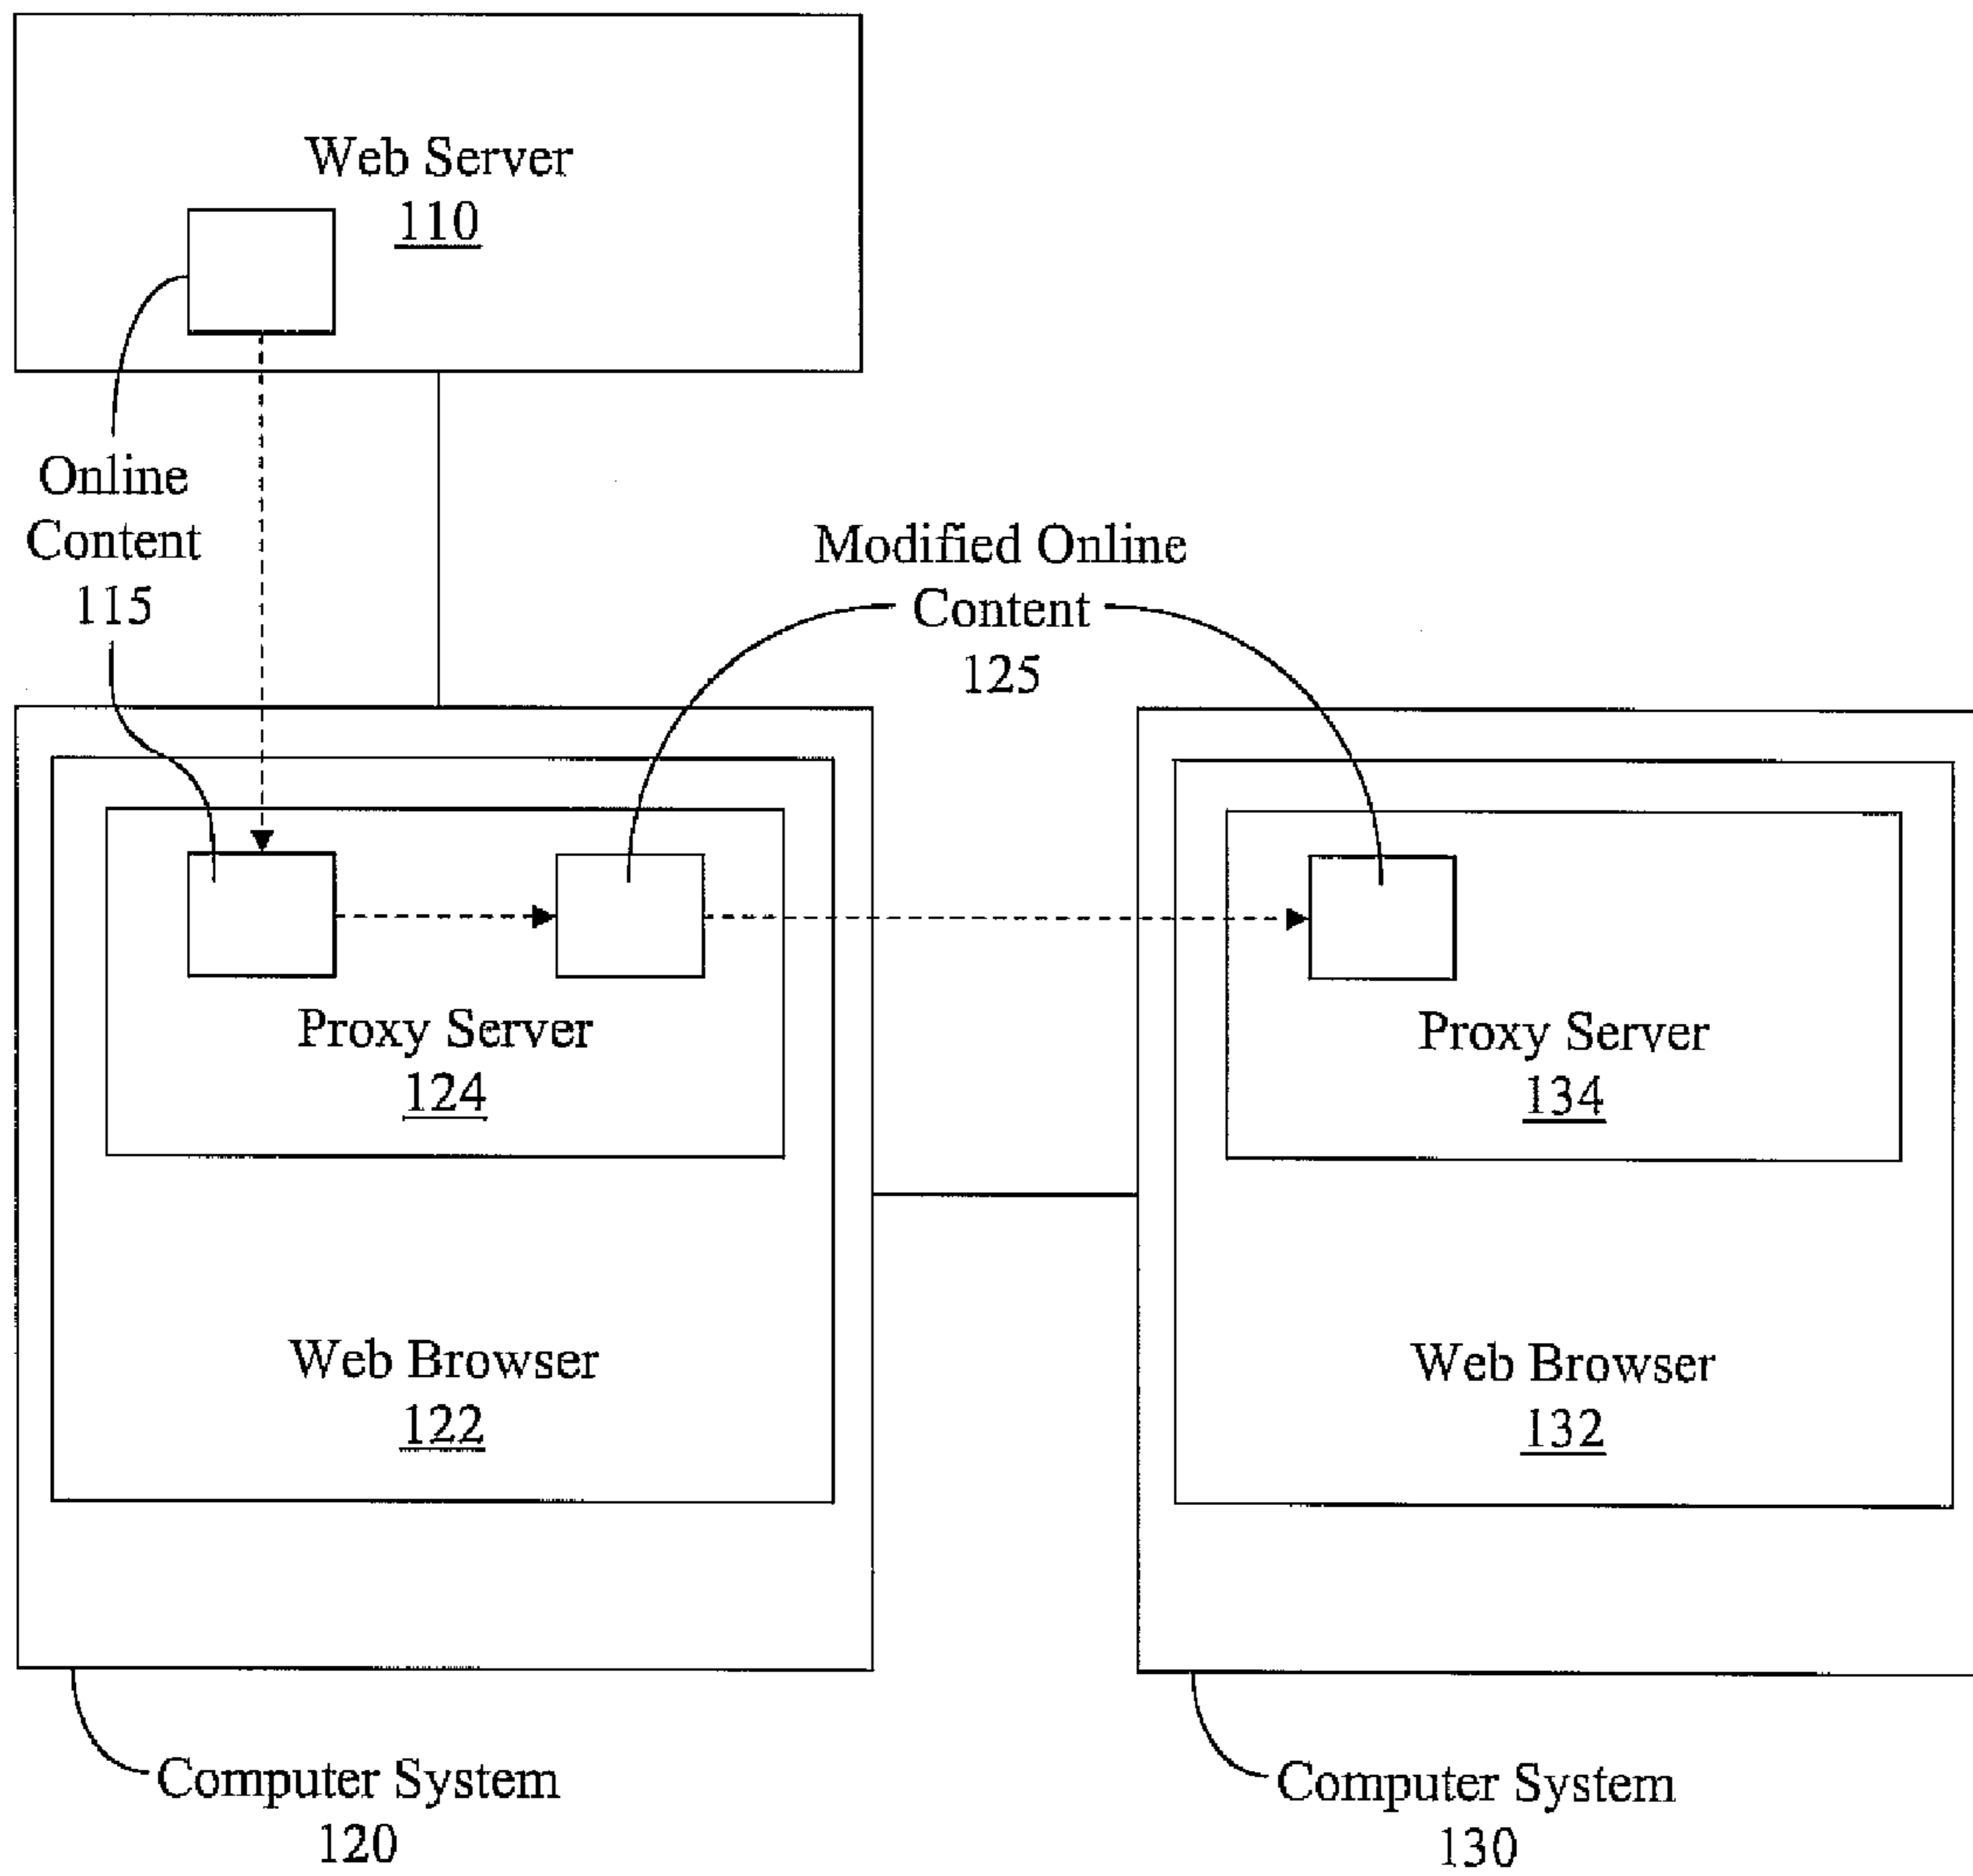 Web Server
110
Online
Content
115
Modified Online
Content
125
Proxy Server
124
Proxy Server
134
Web Browser
122
Web Browser
132
Computer System
120
Computer System
130